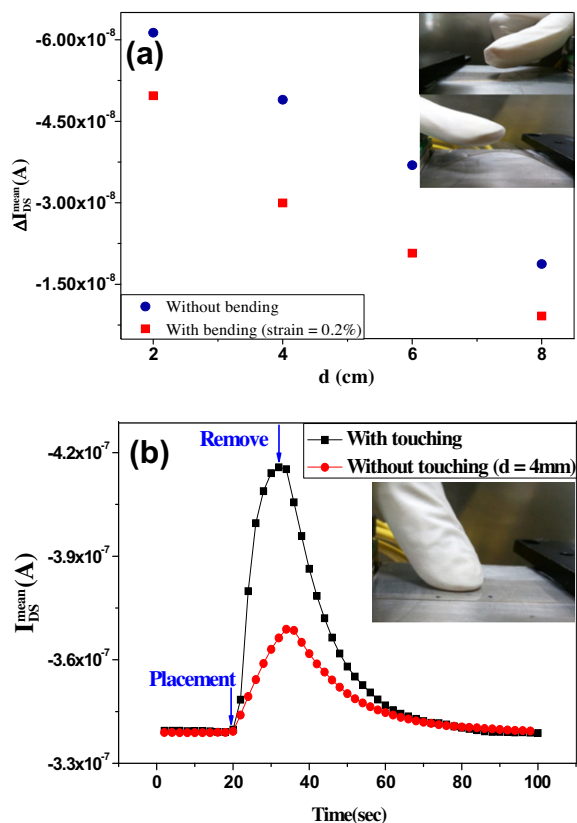 (a)
-6.00x10⁻⁸
-4.50x10⁻⁸
-3.00x10⁻⁸
-1.50x10⁻⁸
ΔI_DS^mean(A)
Without bending
With bending (strain = 0.2%)
2 4 6 8
d (cm)
(b)
Remove
With touching
Without touching (d = 4mm)
-4.2x10⁻⁷
-3.9x10⁻⁷
-3.6x10⁻⁷
-3.3x10⁻⁷
I_DS^mean(A)
Placement
0 20 40 60 80 100
Time(sec)